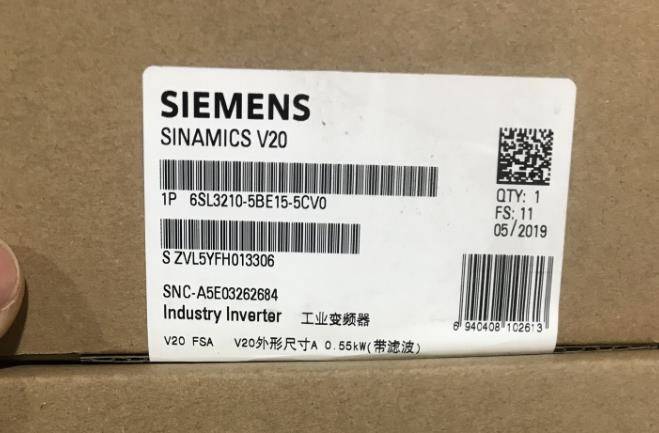 SIEMENS
SINAMICS V20
1P 6SL3210-5BE15-5CV0
QTY: 1
FS: 11
05/2019
S ZVL5YFH013306
SNC-A5E03262684
Industry Inverter 工业变频器
6 940408 102613
V20 FSA V20外形尺寸A 0.55kW(带滤波)